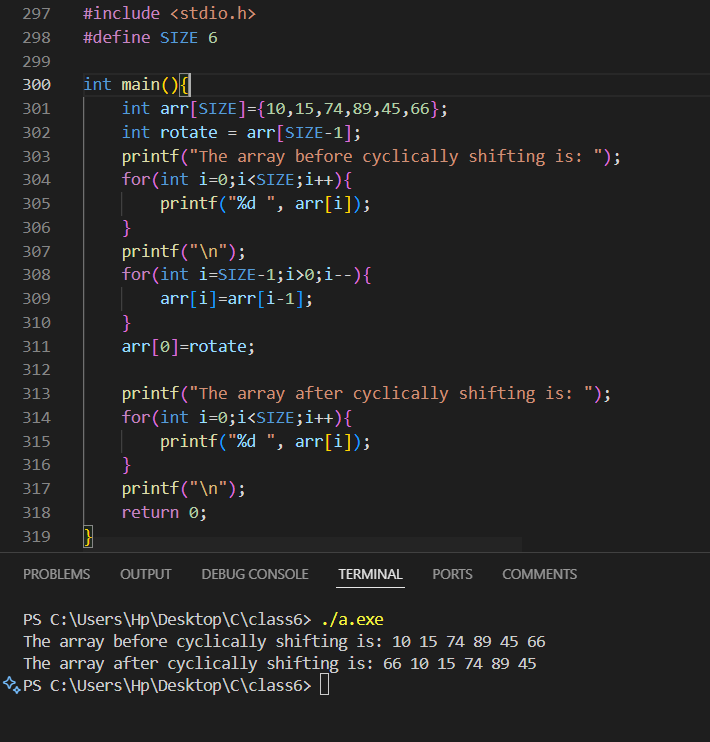 297 #include <stdio.h>
298 #define SIZE 6
299
300 int main(){
301     int arr[SIZE]={10,15,74,89,45,66};
302     int rotate = arr[SIZE-1];
303     printf("The array before cyclically shifting is: ");
304     for(int i=0;i<SIZE;i++){
305         printf("%d ", arr[i]);
306     }
307     printf("\n");
308     for(int i=SIZE-1;i>0;i--){
309         arr[i]=arr[i-1];
310     }
311     arr[0]=rotate;
312
313     printf("The array after cyclically shifting is: ");
314     for(int i=0;i<SIZE;i++){
315         printf("%d ", arr[i]);
316     }
317     printf("\n");
318     return 0;
319 }
PROBLEMS OUTPUT DEBUG CONSOLE TERMINAL PORTS COMMENTS
PS C:\Users\Hp\Desktop\C\class6> ./a.exe
The array before cyclically shifting is: 10 15 74 89 45 66
The array after cyclically shifting is: 66 10 15 74 89 45
PS C:\Users\Hp\Desktop\C\class6>